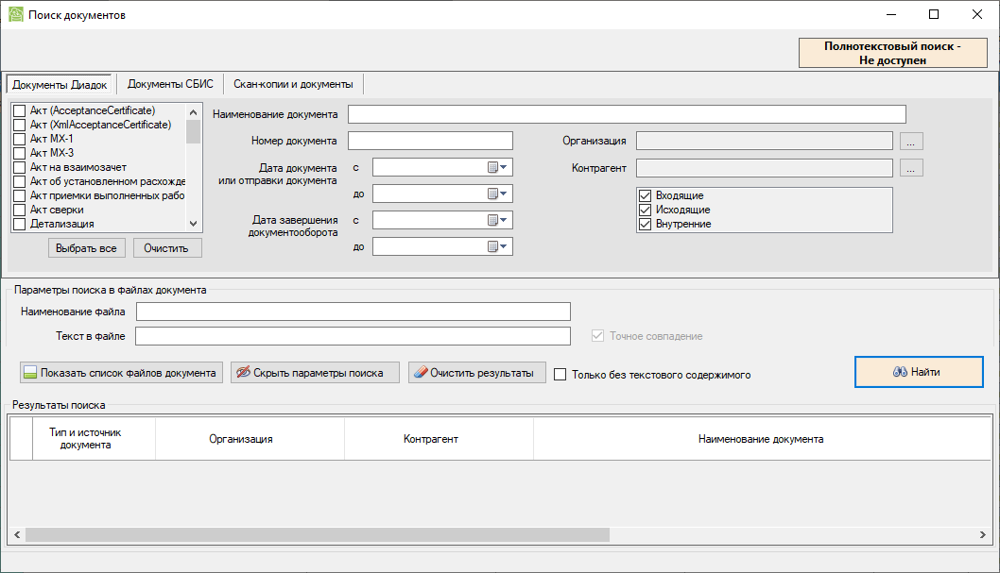 Поиск документов
Полнотекстовый поиск -
Не доступен
Документы Диадок
Документы СБИС
Скан-копии и документы
Акт (AcceptanceCertificate)
Акт (XmlAcceptanceCertificate)
Акт МХ-1
Акт МХ-3
Акт на взаимозачет
Акт об установленном расхожде
Акт приемки выполненных рабо
Акт сверки
Детализация
Выбрать все
Очистить
Наименование документа
Номер документа
Дата документа
или отправки документа
с
до
Дата завершения
документооборота
с
до
Организация
...
Контрагент
...
Входящие
Исходящие
Внутренние
Параметры поиска в файлах документа
Наименование файла
Текст в файле
Точное совпадение
Показать список файлов документа
Скрыть параметры поиска
Очистить результаты
Только без текстового содержимого
Найти
Результаты поиска
Тип и источник
документа
Организация
Контрагент
Наименование документа